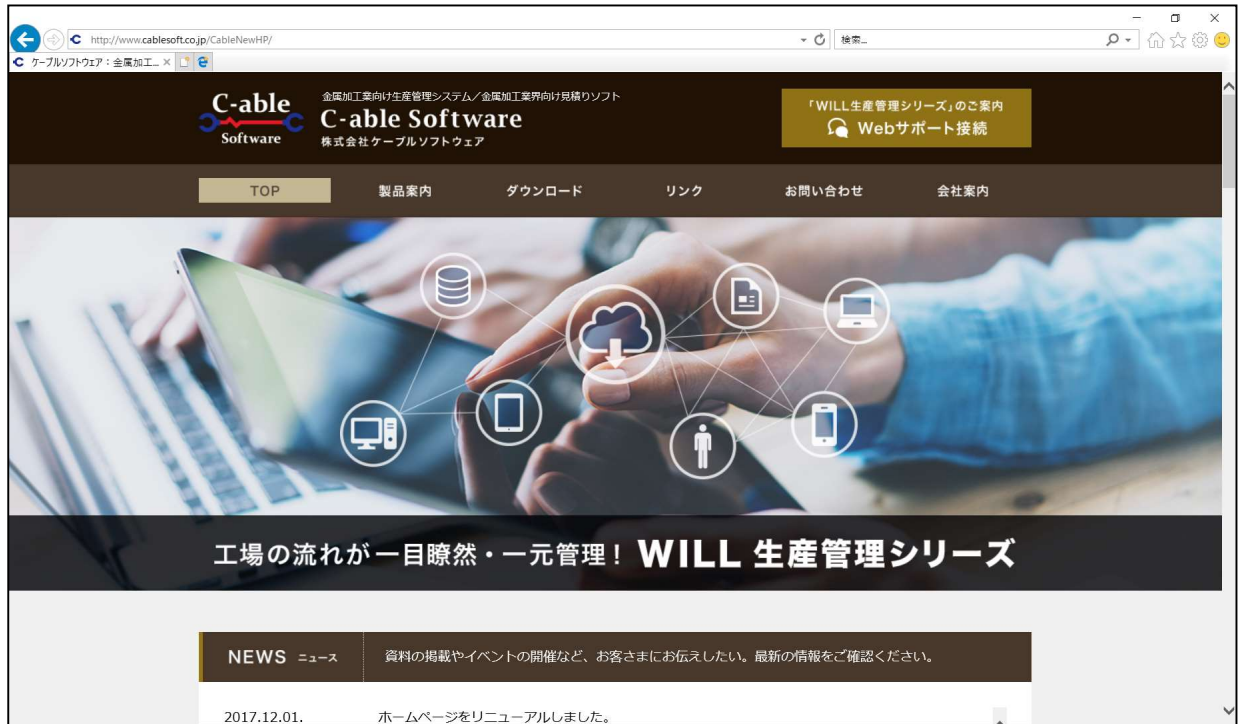 http://www.cablesoft.co.jp/CableNewHP/
検索...
ケーブルソフトウエア：金属加工...
C-able
Software
金属加工業向け生産管理システム／金属加工業界向け見積りソフト
C-able Software
株式会社ケーブルソフトウェア
「WILL生産管理シリーズ」のご案内
Webサポート接続
TOP 製品案内 ダウンロード リンク お問い合わせ 会社案内
工場の流れが一目瞭然・一元管理！ WILL 生産管理シリーズ
NEWS ニュース 資料の掲載やイベントの開催など、お客さまにお伝えしたい。最新の情報をご確認ください。
2017.12.01. ホームページをリニューアルしました。